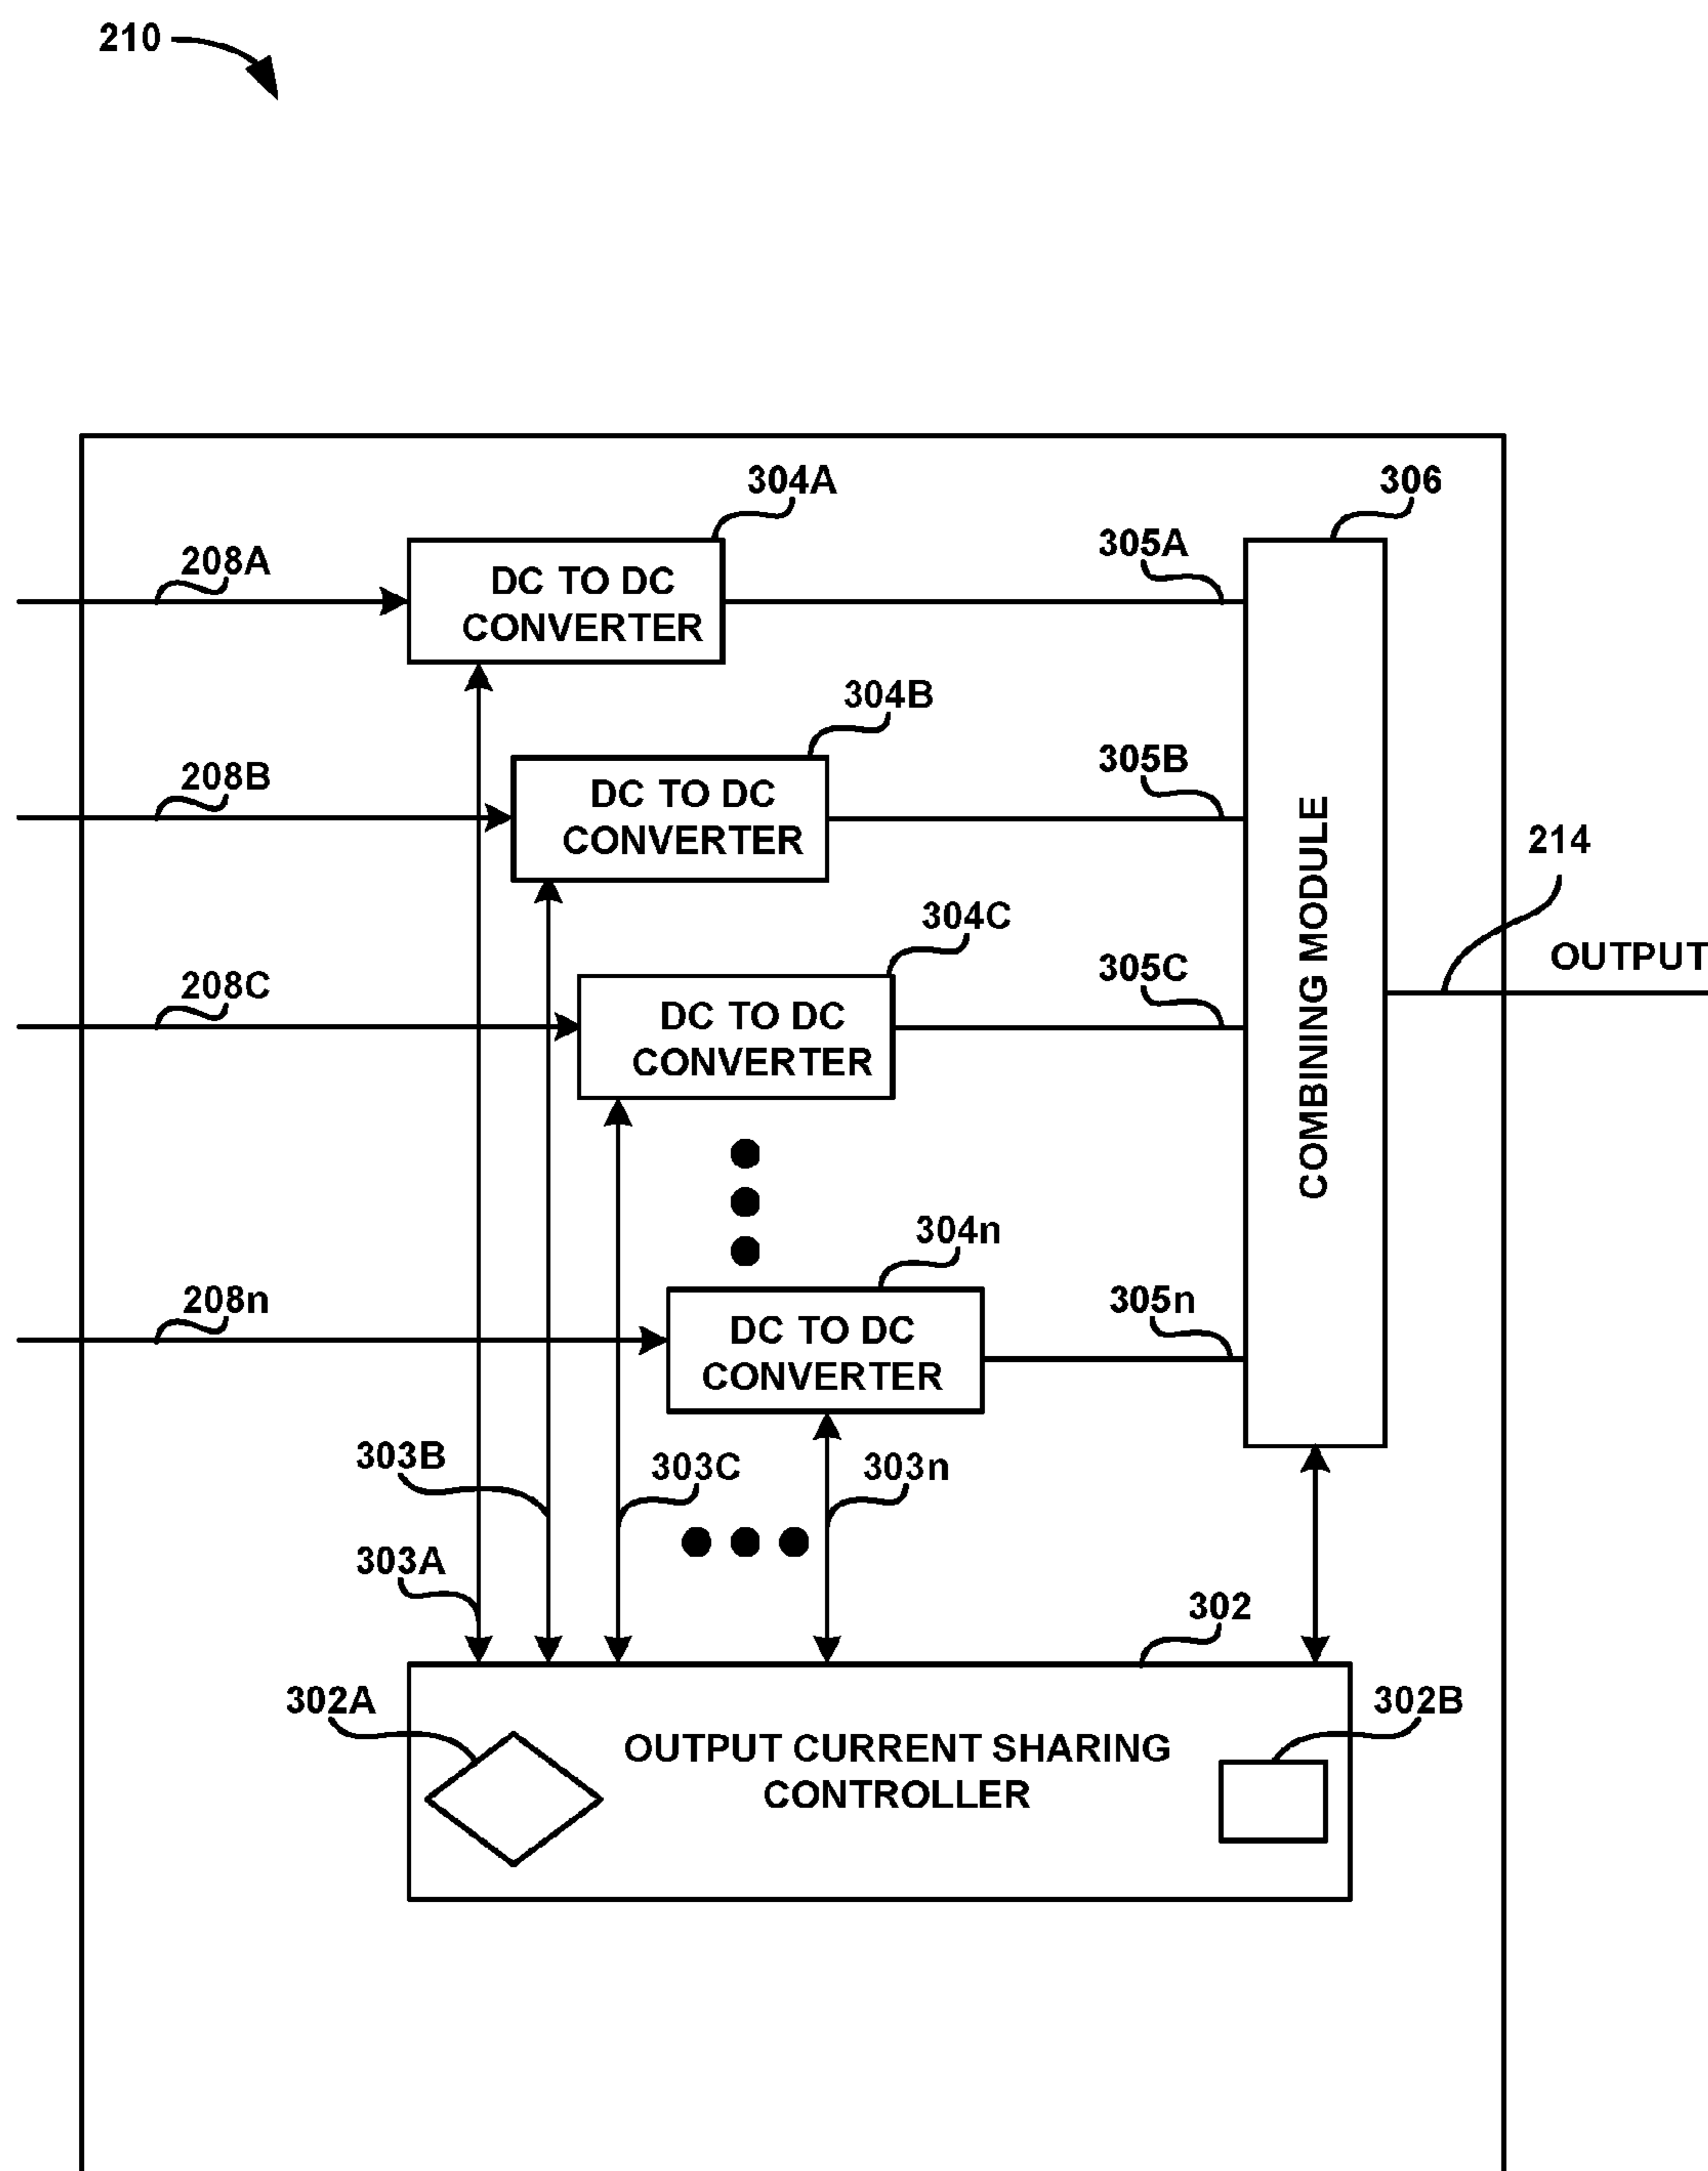 210
304A
306
208A
DC TO DC
CONVERTER
305A
304B
208B
DC TO DC
CONVERTER
305B
214
304C
208C
DC TO DC
CONVERTER
305C
COMBINING MODULE
OUTPUT
304n
208n
DC TO DC
CONVERTER
305n
303B
303C
303n
303A
302
302A
OUTPUT CURRENT SHARING
CONTROLLER
302B